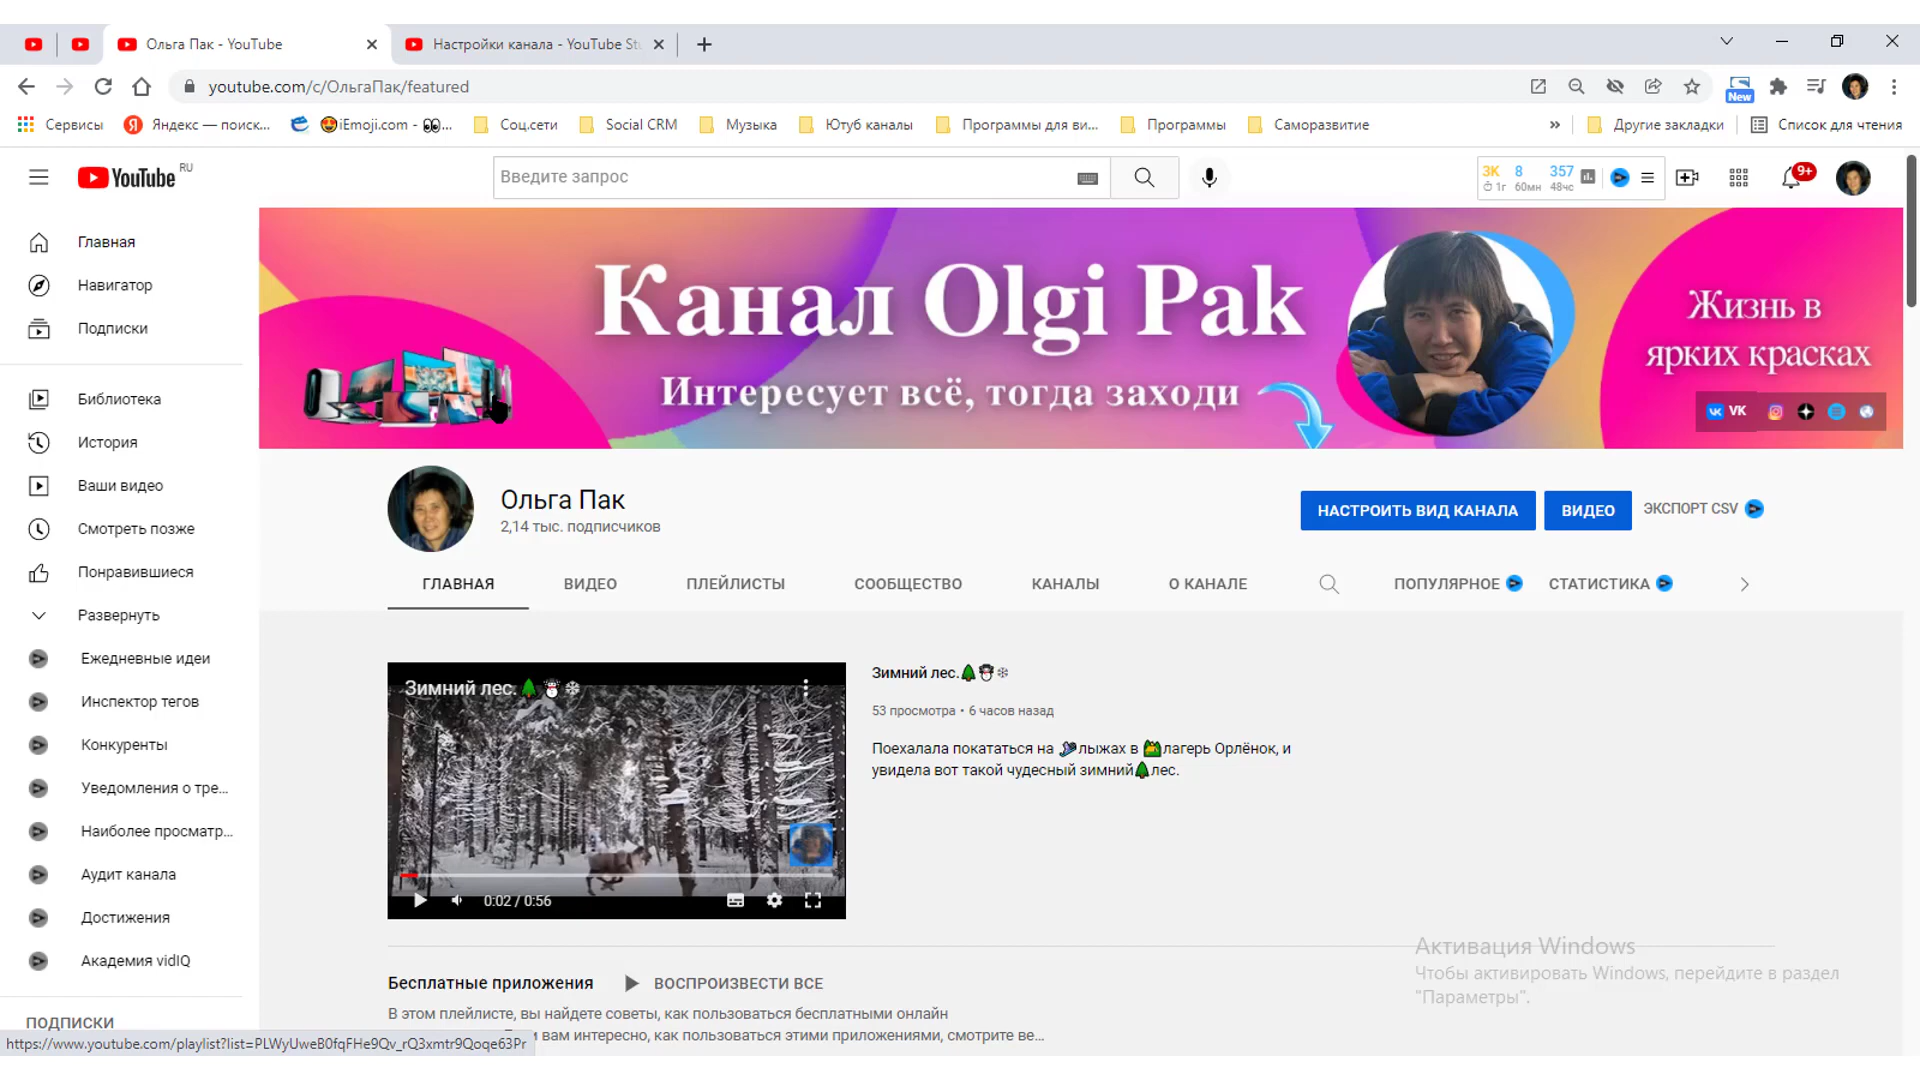 Ольга Пак - YouTube
Настройки канала - YouTube Stu
youtube.com/c/ОльгаПак/featured
New
Сервисы
Яндекс — поиск...
iEmoji.com - 👀...
Соц.сети
Social CRM
Музыка
Ютуб каналы
Программы для ви...
Программы
Саморазвитие
»
Другие закладки
Список для чтения
YouTube RU
Введите запрос
3K 8 357
1г 60мн 48чс
9+
Главная
Навигатор
Подписки
Библиотека
История
Ваши видео
Смотреть позже
Понравившиеся
Развернуть
Ежедневные идеи
Инспектор тегов
Конкуренты
Уведомления о тре...
Наиболее просматр...
Аудит канала
Достижения
Академия vidIQ
ПОДПИСКИ
Канал Olgi Pak
Интересует всё, тогда заходи
Жизнь в
ярких красках
VK
Ольга Пак
2,14 тыс. подписчиков
НАСТРОИТЬ ВИД КАНАЛА
ВИДЕО
ЭКСПОРТ CSV
ГЛАВНАЯ
ВИДЕО
ПЛЕЙЛИСТЫ
СООБЩЕСТВО
КАНАЛЫ
О КАНАЛЕ
ПОПУЛЯРНОЕ
СТАТИСТИКА
Зимний лес.🌲☃❄
0:02 / 0:56
Зимний лес.🌲☃❄
53 просмотра • 6 часов назад
Поехалала покататься на 🎿лыжах в 🏕лагерь Орлёнок, и
увидела вот такой чудесный зимний🌲лес.
Бесплатные приложения
ВОСПРОИЗВЕСТИ ВСЕ
В этом плейлисте, вы найдете советы, как пользоваться бесплатными онлайн
и вам интересно, как пользоваться этими приложениями, смотрите ве...
Активация Windows
Чтобы активировать Windows, перейдите в раздел
"Параметры".
https://www.youtube.com/playlist?list=PLWyUweB0fqFHe9Qv_rQ3xmtr9Qoqe63Pr